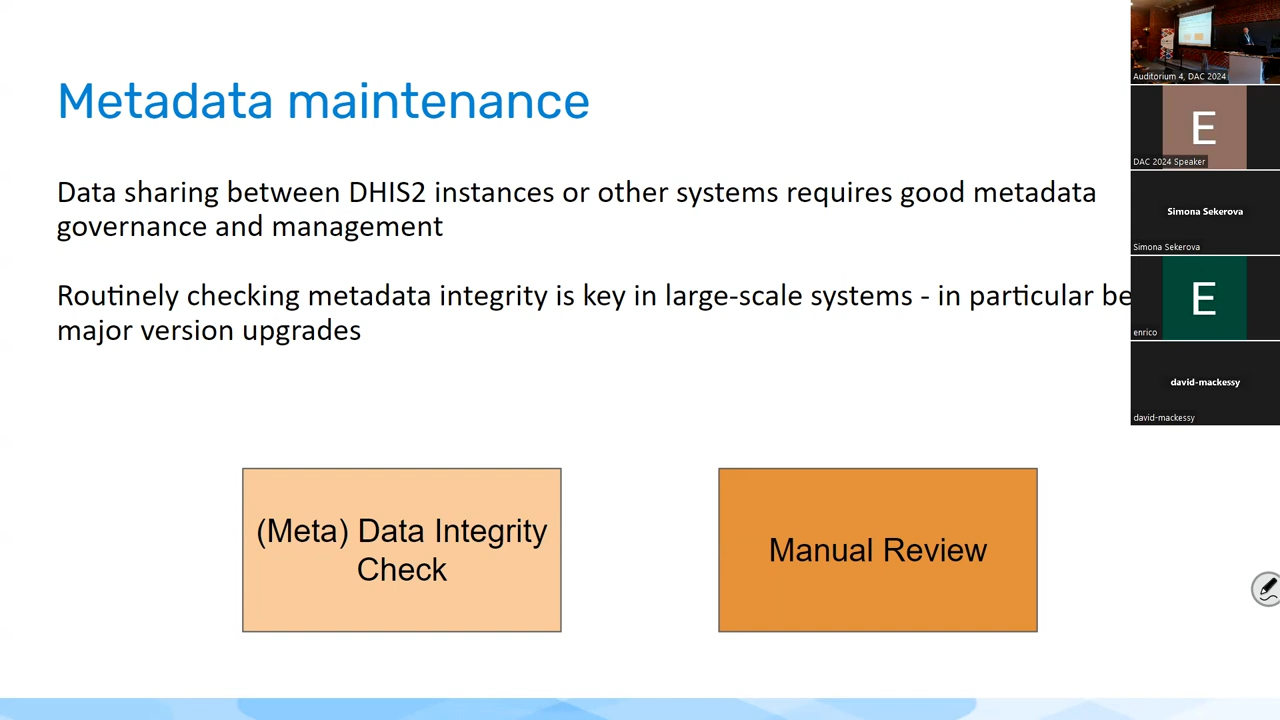 Metadata maintenance
Data sharing between DHIS2 instances or other systems requires good metadata
governance and management
Routinely checking metadata integrity is key in large-scale systems - in particular be
major version upgrades
(Meta) Data Integrity
Check
Manual Review
Auditorium 4, DAC 2024
E
DAC 2024 Speaker
Simona Sekerova
Simona Sekerova
E
enrico
david-mackessy
david-mackessy